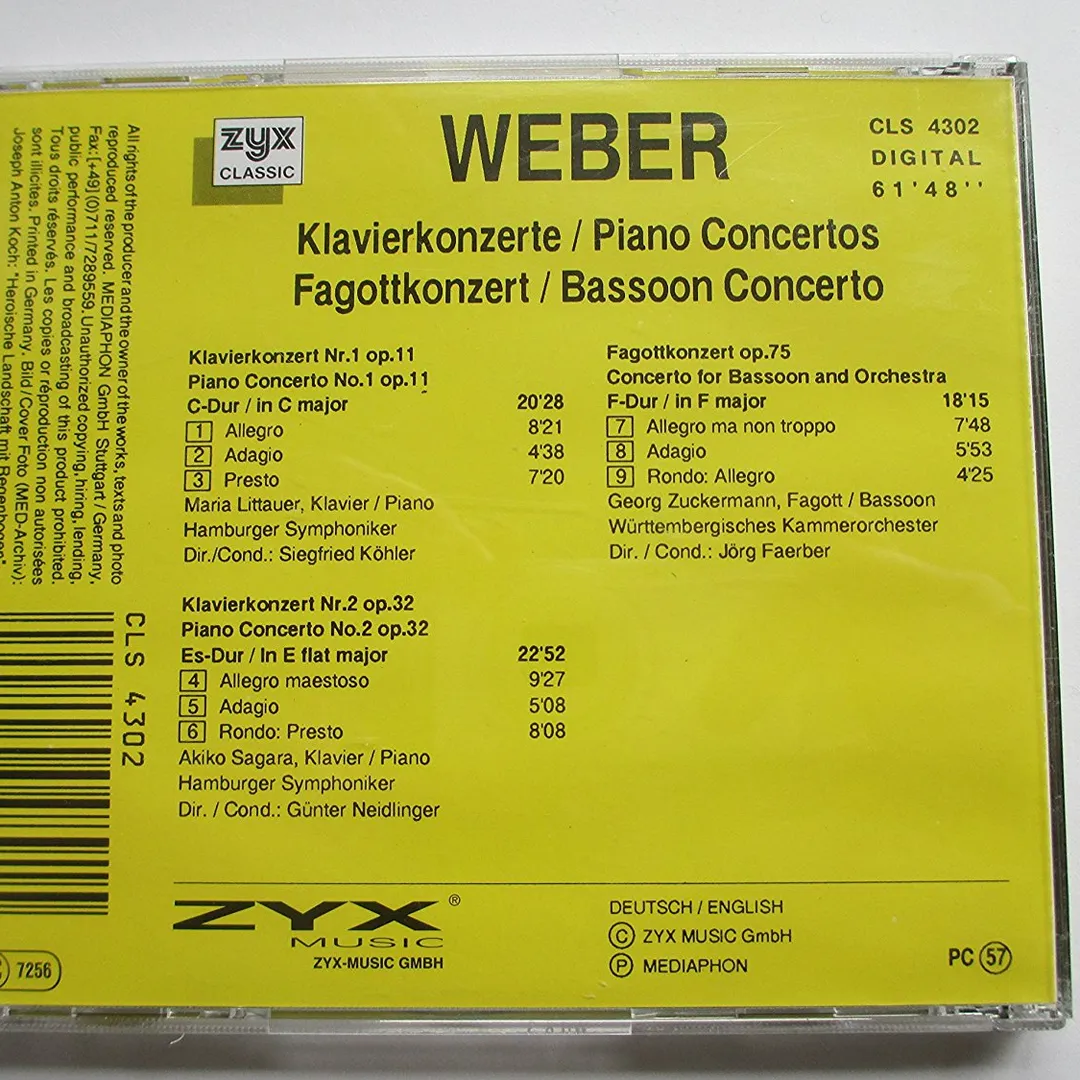 zyx
CLASSIC
WEBER
CLS 4302
DIGITAL
61'48''
Klavierkonzerte / Piano Concertos
Fagottkonzert / Bassoon Concerto
Klavierkonzert Nr.1 op.11
Piano Concerto No.1 op.11
C-Dur / in C major 20'28
1 Allegro 8'21
2 Adagio 4'38
3 Presto 7'20
Maria Littauer, Klavier / Piano
Hamburger Symphoniker
Dir./Cond.: Siegfried Köhler
Klavierkonzert Nr.2 op.32
Piano Concerto No.2 op.32
Es-Dur / In E flat major 22'52
4 Allegro maestoso 9'27
5 Adagio 5'08
6 Rondo: Presto 8'08
Akiko Sagara, Klavier / Piano
Hamburger Symphoniker
Dir. / Cond.: Günter Neidlinger
Fagottkonzert op.75
Concerto for Bassoon and Orchestra
F-Dur / in F major 18'15
7 Allegro ma non troppo 7'48
8 Adagio 5'53
9 Rondo: Allegro 4'25
Georg Zuckermann, Fagott / Bassoon
Württembergisches Kammerorchester
Dir. / Cond.: Jörg Faerber
ZYX®
MUSIC
ZYX-MUSIC GMBH
DEUTSCH / ENGLISH
Ⓒ ZYX MUSIC GmbH
Ⓟ MEDIAPHON
PC 57
All rights of the producer and the owner of the works, texts and photo
reproduced reserved. MEDIAPHON GmbH Stuttgart / Germany,
Fax:[+49](0)711/7289559. Unauthorized copying, hiring, lending,
public performance and broadcasting of this product prohibited.
Tous droits réservés. Les copies or réproduction non autorisées
sont illicites. Printed in Germany. Bild / Cover Foto (MED-Archiv):
Joseph Anton Koch: "Heroische Landschaft mit Regenbogen"
CLS 4302
7256